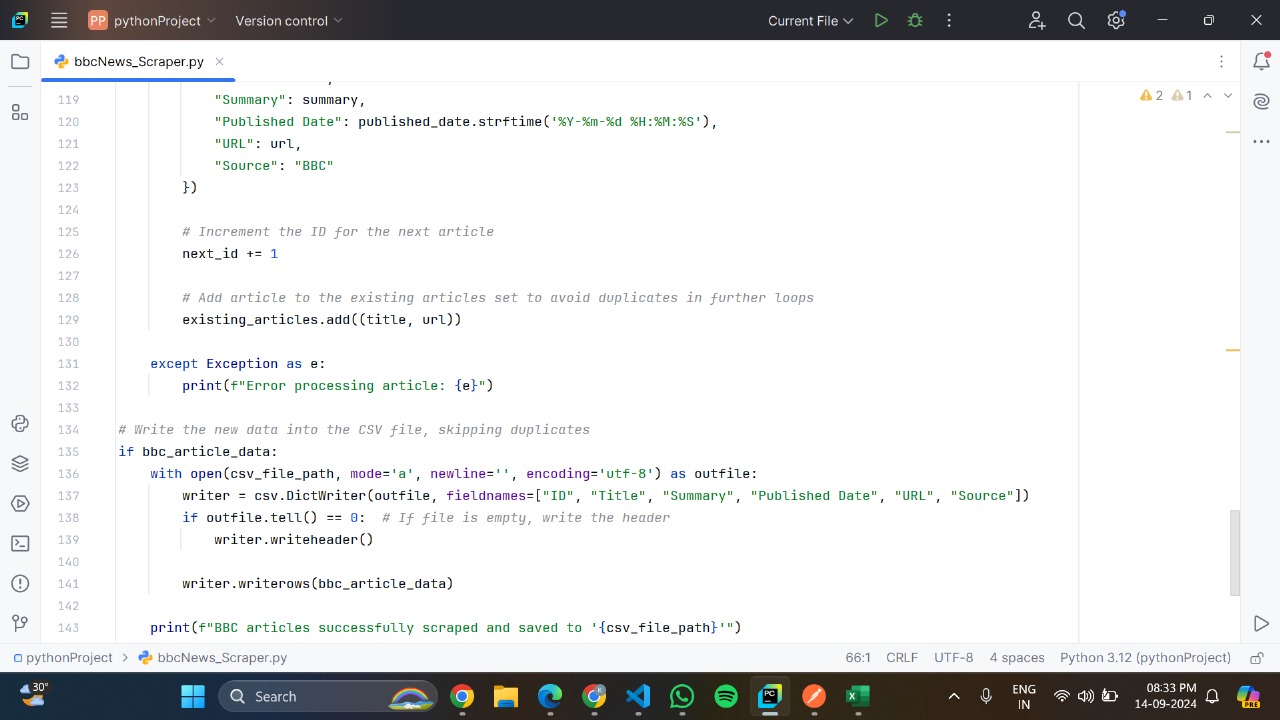 PP pythonProject Version control Current File
bbcNews_Scraper.py
2 1
119 "Summary": summary,
120 "Published Date": published_date.strftime('%Y-%m-%d %H:%M:%S'),
121 "URL": url,
122 "Source": "BBC"
123 })
124
125 # Increment the ID for the next article
126 next_id += 1
127
128 # Add article to the existing articles set to avoid duplicates in further loops
129 existing_articles.add((title, url))
130
131 except Exception as e:
132 print(f"Error processing article: {e}")
133
134 # Write the new data into the CSV file, skipping duplicates
135 if bbc_article_data:
136 with open(csv_file_path, mode='a', newline='', encoding='utf-8') as outfile:
137 writer = csv.DictWriter(outfile, fieldnames=["ID", "Title", "Summary", "Published Date", "URL", "Source"])
138 if outfile.tell() == 0:  # If file is empty, write the header
139 writer.writeheader()
140
141 writer.writerows(bbc_article_data)
142
143 print(f"BBC articles successfully scraped and saved to '{csv_file_path}'")
pythonProject > bbcNews_Scraper.py 66:1 CRLF UTF-8 4 spaces Python 3.12 (pythonProject)
30° Search PC ENG IN 08:33 PM 14-09-2024 PRE